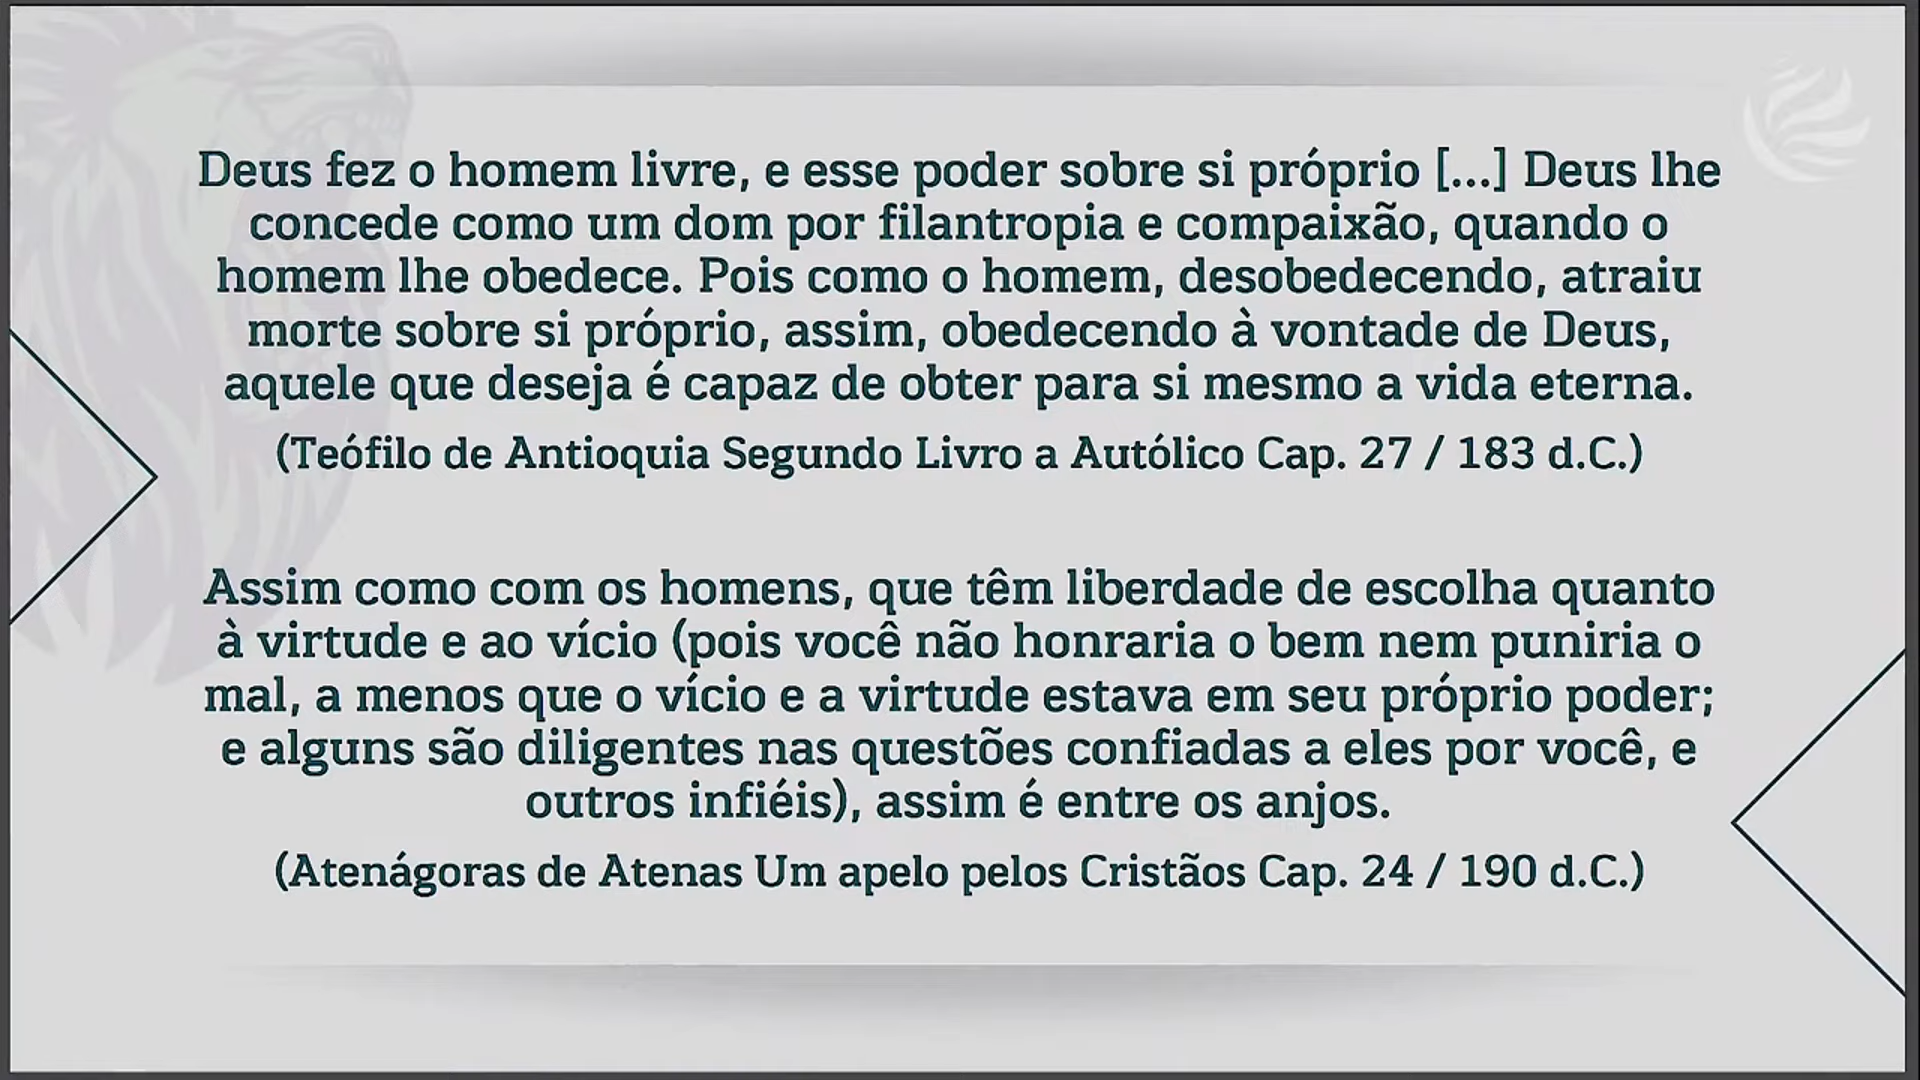 Deus fez o homem livre, e esse poder sobre si próprio [...] Deus lhe
concede como um dom por filantropia e compaixão, quando o
homem lhe obedece. Pois como o homem, desobedecendo, atraiu
morte sobre si próprio, assim, obedecendo à vontade de Deus,
aquele que deseja é capaz de obter para si mesmo a vida eterna.
(Teófilo de Antioquia Segundo Livro a Autólico Cap. 27 / 183 d.C.)
Assim como com os homens, que têm liberdade de escolha quanto
à virtude e ao vício (pois você não honraria o bem nem puniria o
mal, a menos que o vício e a virtude estava em seu próprio poder;
e alguns são diligentes nas questões confiadas a eles por você, e
outros infiéis), assim é entre os anjos.
(Atenágoras de Atenas Um apelo pelos Cristãos Cap. 24 / 190 d.C.)